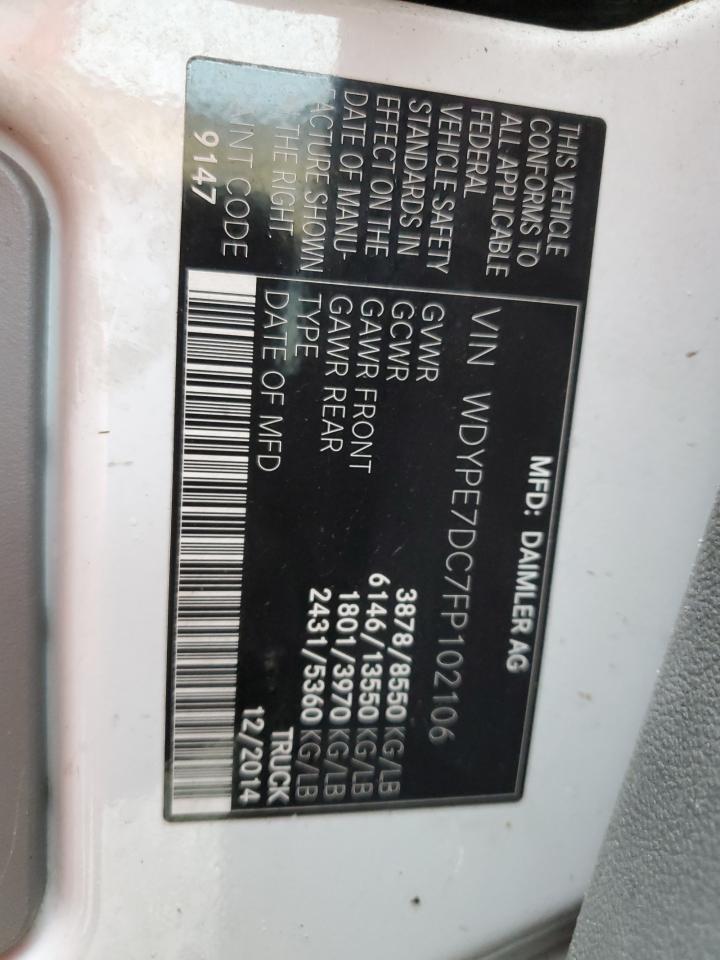 MFD: DAIMLER AG
THIS VEHICLE
CONFORMS TO
ALL APPLICABLE
FEDERAL
VEHICLE SAFETY
STANDARDS IN
EFFECT ON THE
DATE OF MANU-
FACTURE SHOWN
THE RIGHT
CODE
9147
VIN WDYPE7DC7FP102106
GVWR 3878/8550 KG/LB
GCWR 6146/13550 KG/LB
GAWR FRONT 1801/3970 KG/LB
GAWR REAR 2431/5360 KG/LB
TYPE TRUCK
DATE OF MFD 12/2014